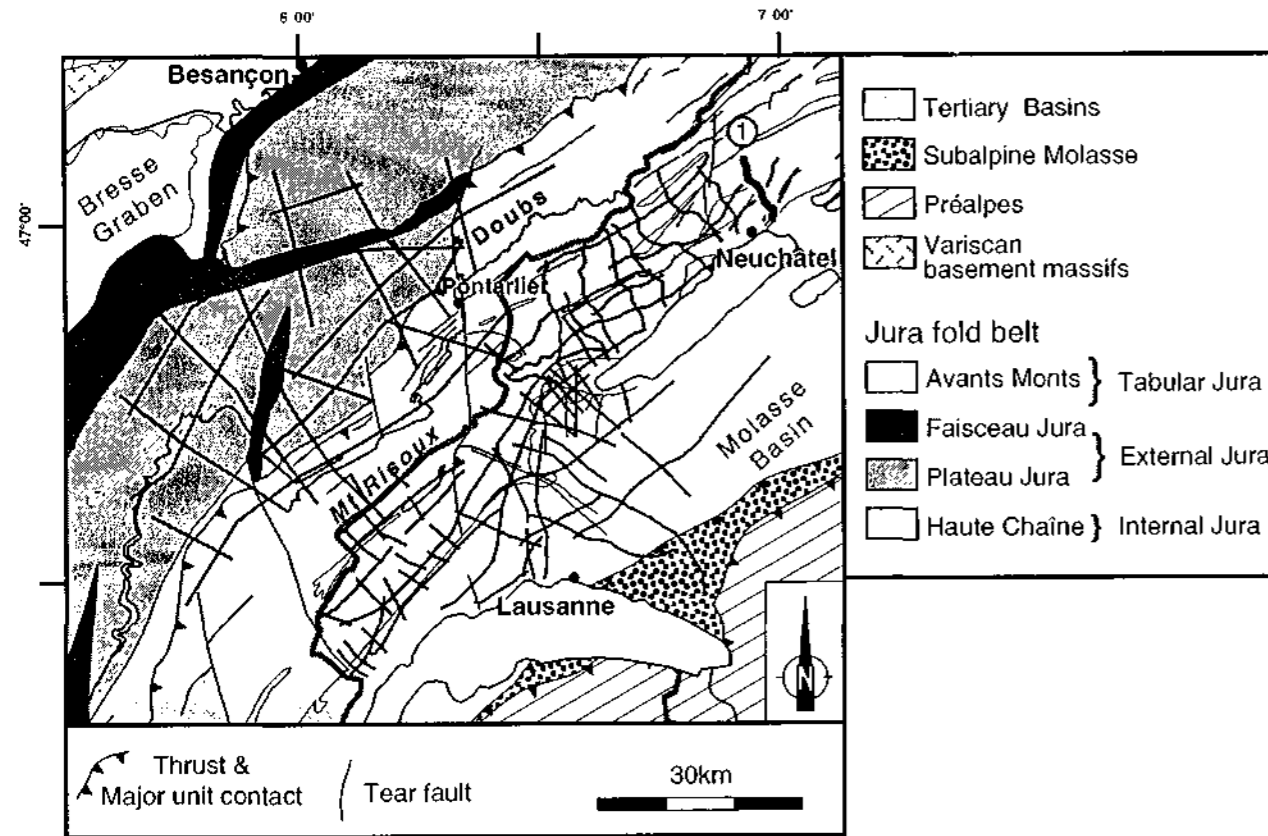 6 00'
7 00'
47°00'
Besançon
Bresse
Graben
Doubs
Pontarlier
Neuchâtel
1
Mt Risoux
Molasse
Basin
Lausanne
N
Tertiary Basins
Subalpine Molasse
Préalpes
Variscan
basement massifs
Jura fold belt
Avants Monts } Tabular Jura
Faisceau Jura
Plateau Jura } External Jura
Haute Chaîne } Internal Jura
Thrust &
Major unit contact
Tear fault
30km